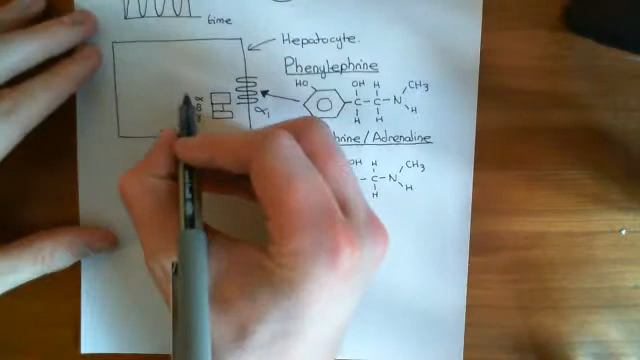 time
Hepatocyte.
Phenylephrine
HO OH H CH₃
C-C-N
H H H
α₁
α
β
γ
hrine/Adrenaline
OH H CH₃
-C-N
H H